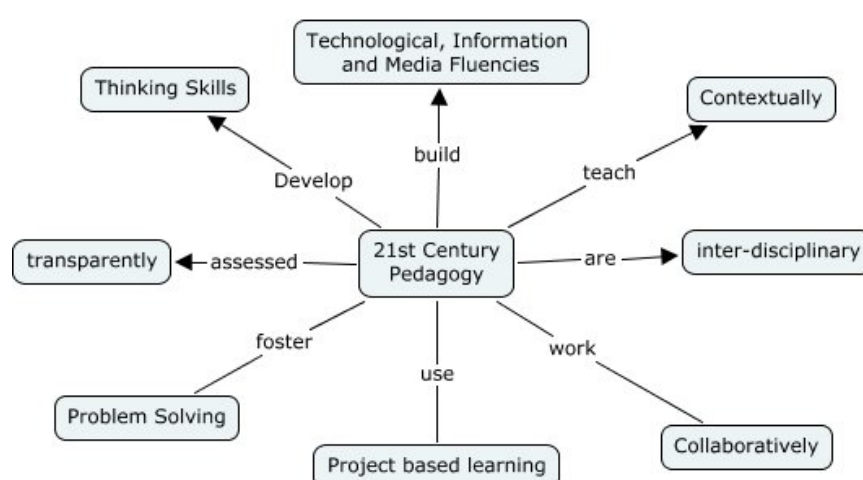 Technological, Information
and Media Fluencies
Thinking Skills
Contextually
build
teach
Develop
21st Century
Pedagogy
transparently
assessed
are
inter-disciplinary
foster
work
use
Problem Solving
Collaboratively
Project based learning